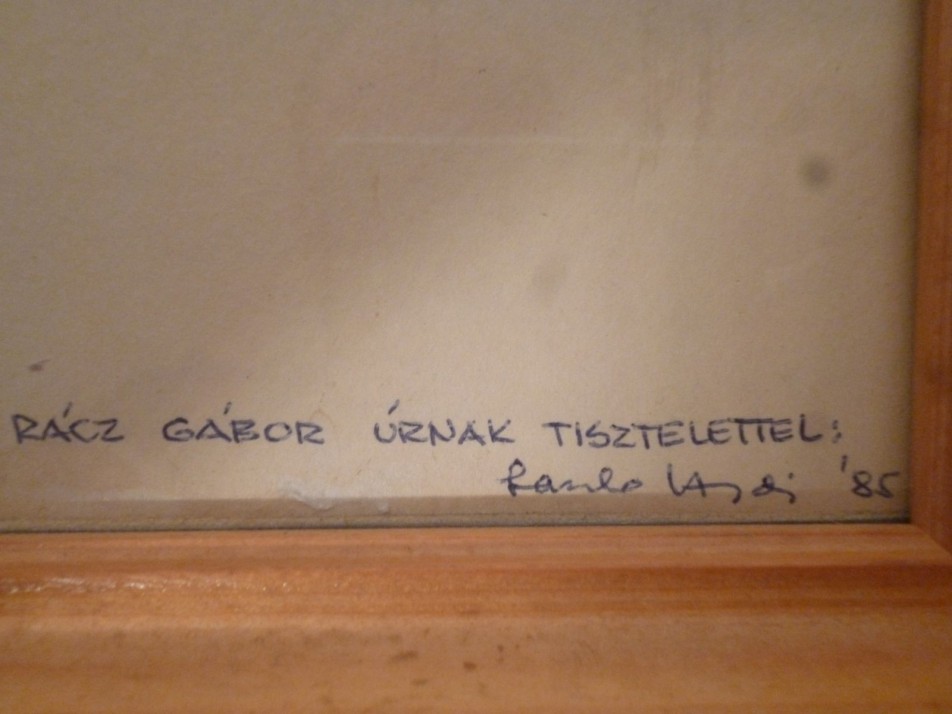 RÁCZ GÁBOR ÚRNAK TISZTELETTEL:
'85